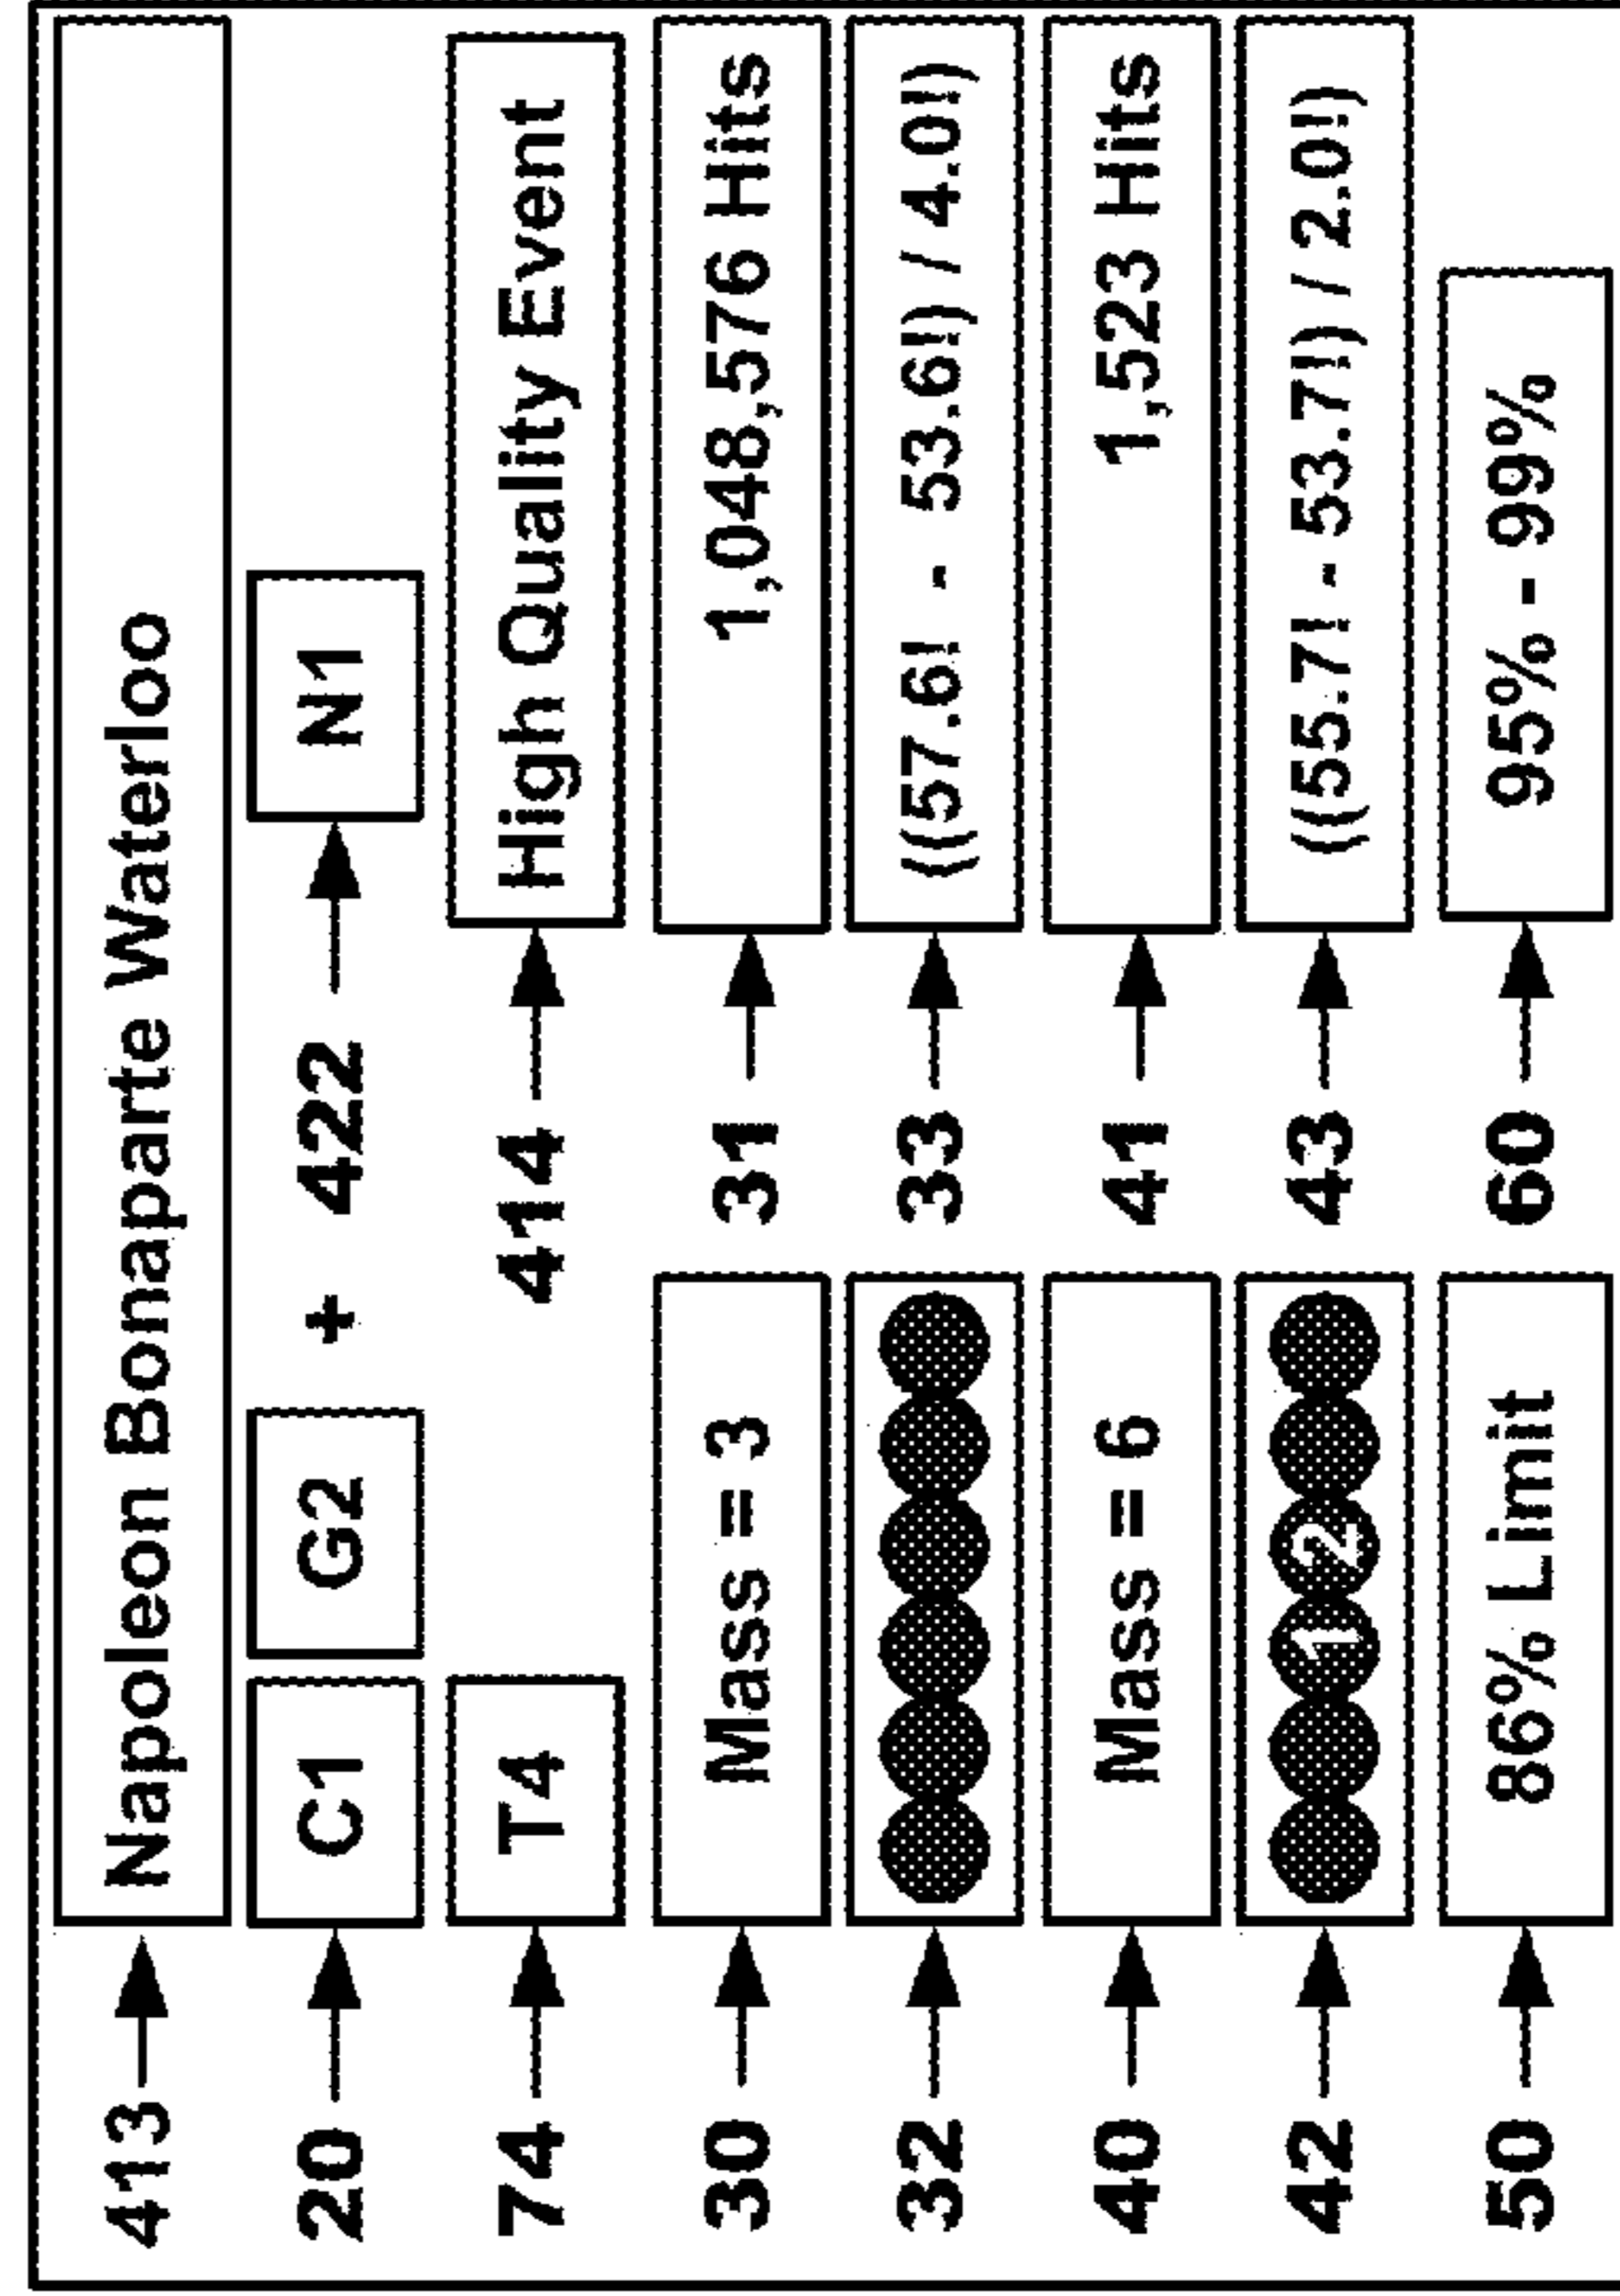 413 Napoleon Bonaparte Waterloo
20 C1 G2 + 422 N1
74 T4 414 High Quality Event
30 Mass = 3 31 1,048,576 Hits
32 33 ((57.6! - 53.6!) / 4.0!)
40 Mass = 6 41 1,523 Hits
42 1 2 43 ((55.7! - 53.7!) / 2.0!)
50 86% Limit 60 95% - 99%